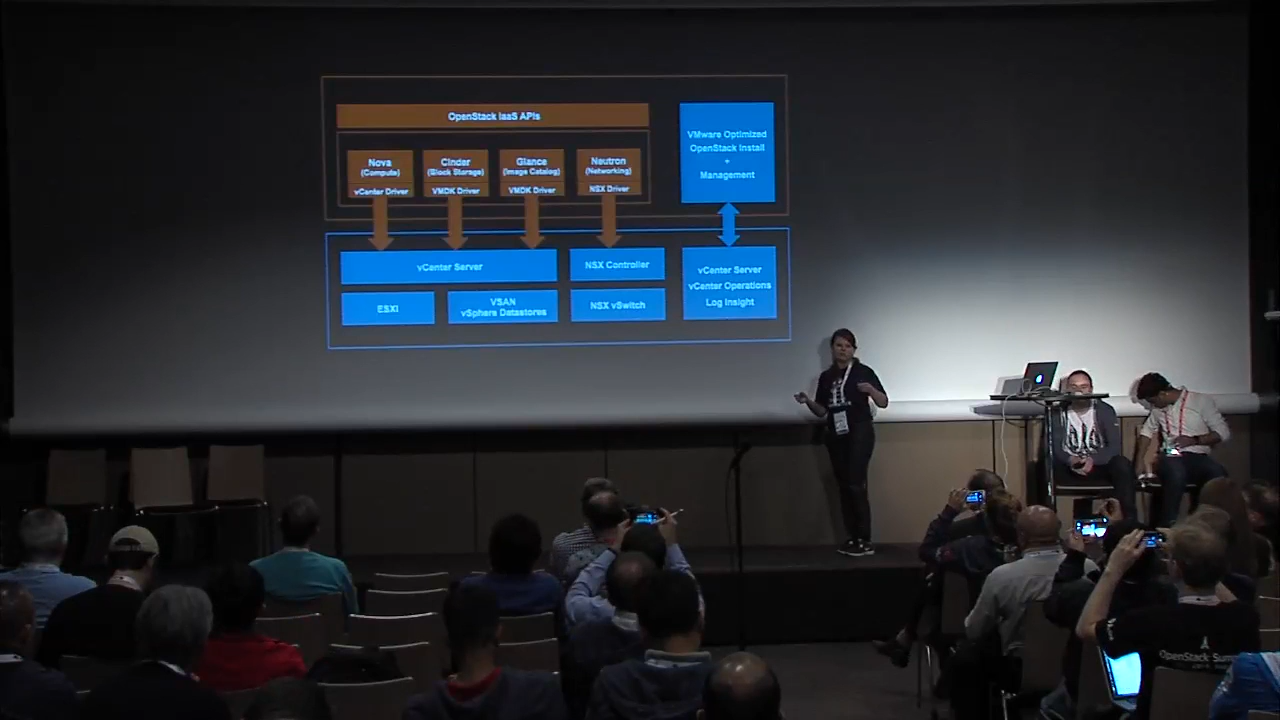 OpenStack IaaS APIs
Nova
(Compute)
vCenter Driver
Cinder
(Block Storage)
VMDK Driver
Glance
(Image Catalog)
VMDK Driver
Neutron
(Networking)
NSX Driver
VMware Optimized
OpenStack Install
+
Management
vCenter Server
NSX Controller
ESXi
VSAN
vSphere Datastores
NSX vSwitch
vCenter Server
vCenter Operations
Log Insight
OpenStack